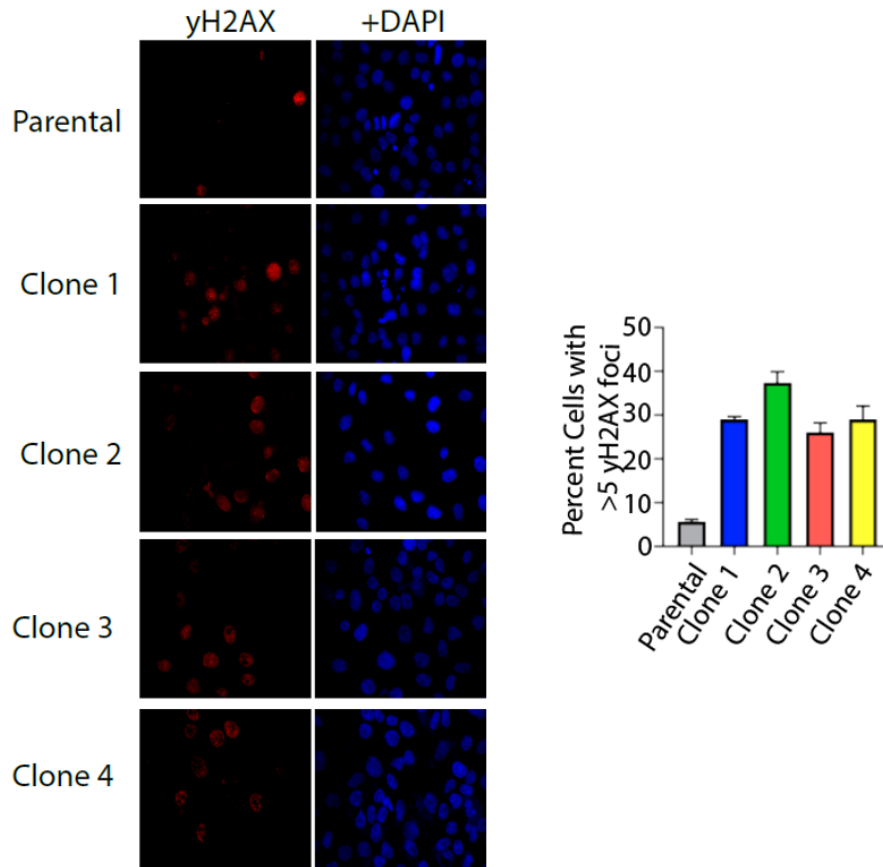 yH2AX
+DAPI
Parental
Clone 1
Clone 2
Clone 3
Clone 4
Percent Cells with
>5 yH2AX foci
50
40
30
20
10
0
Parental
Clone 1
Clone 2
Clone 3
Clone 4